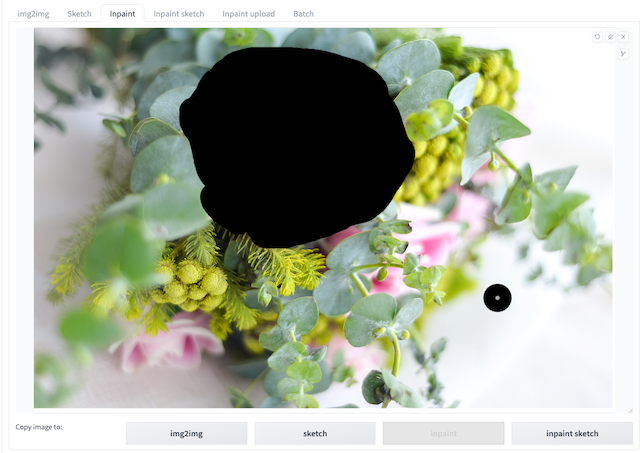 img2img Sketch Inpaint Inpaint sketch Inpaint upload Batch
Copy image to:
img2img sketch inpaint inpaint sketch